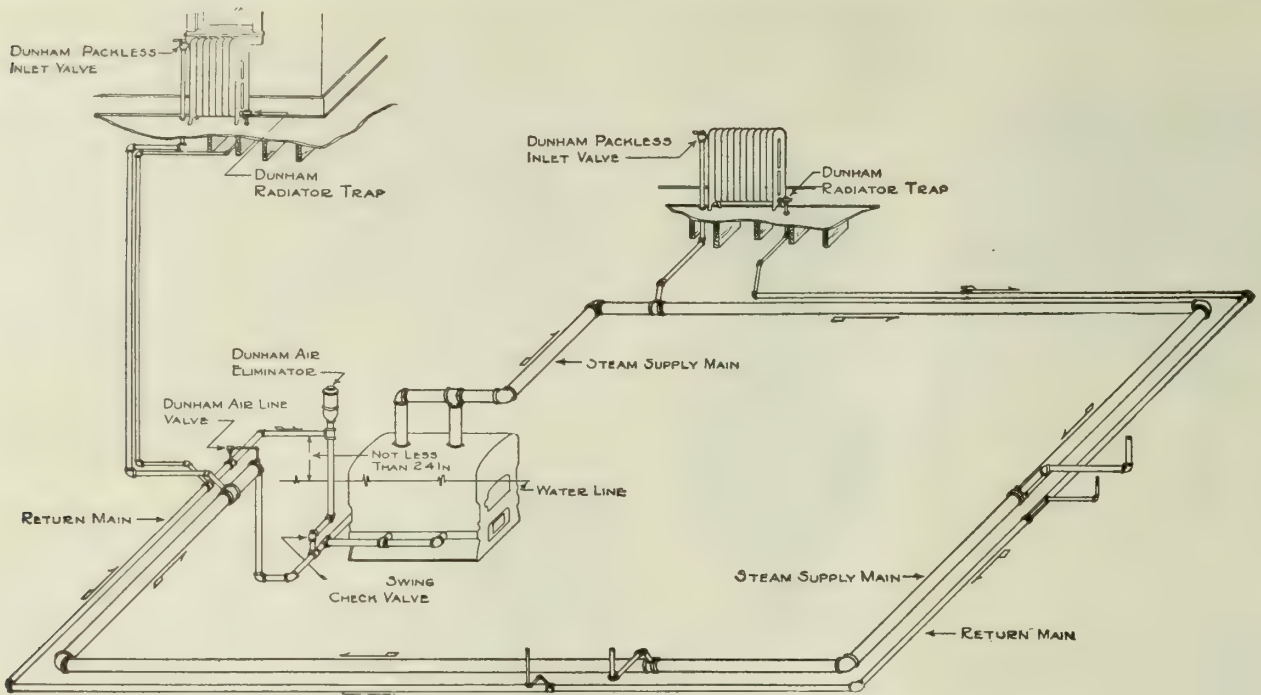 DUNHAM PACKLESS
INLET VALVE
DUNHAM
RADIATOR TRAP
DUNHAM PACKLESS
INLET VALVE
DUNHAM
RADIATOR TRAP
STEAM SUPPLY MAIN
DUNHAM AIR
ELIMINATOR
DUNHAM AIR LINE
VALVE
NOT LESS
THAN 24IN
WATER LINE
RETURN MAIN
SWING
CHECK VALVE
STEAM SUPPLY MAIN
RETURN MAIN